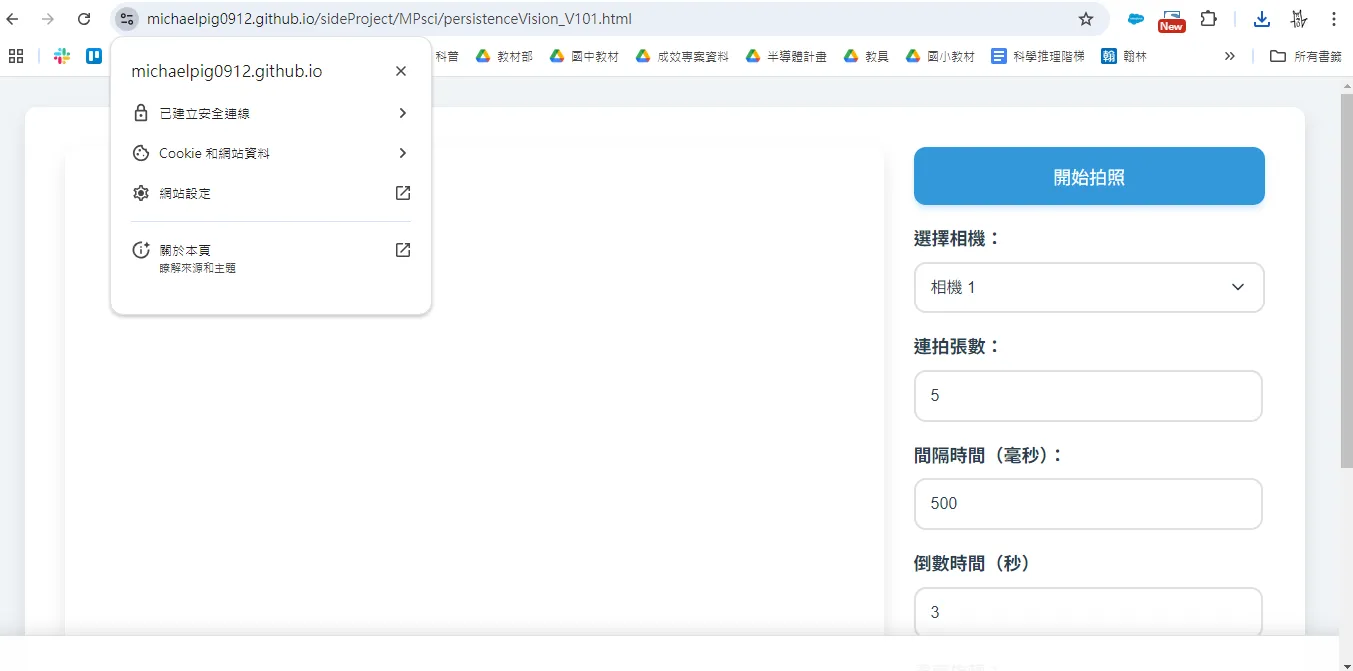 michaelpig0912.github.io/sideProject/MPsci/persistenceVision_V101.html
New
科普
教材部
國中教材
成效專案資料
半導體計畫
教具
國小教材
科學推理階梯
翰
翰林
»
所有書籤
michaelpig0912.github.io
已建立安全連線
Cookie 和網站資料
網站設定
關於本頁
瞭解來源和主題
開始拍照
選擇相機：
相機 1
連拍張數：
5
間隔時間（毫秒）：
500
倒數時間（秒）
3